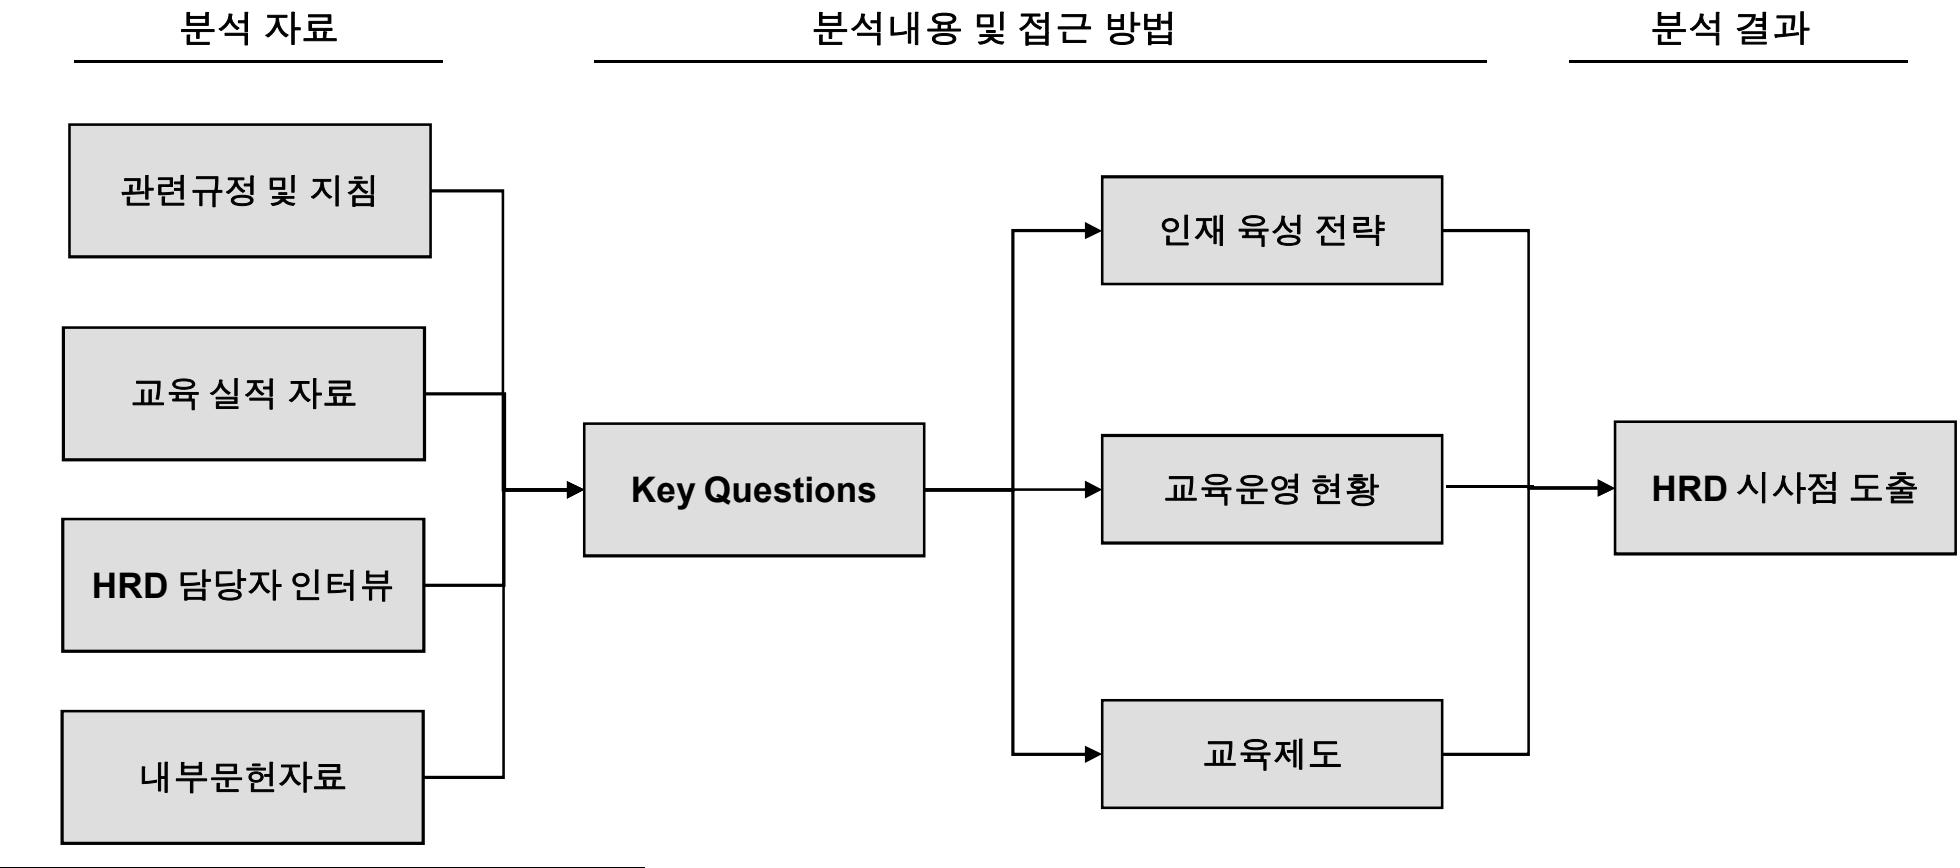 분석 자료
분석내용 및 접근 방법
분석 결과
관련규정 및 지침
교육 실적 자료
HRD 담당자 인터뷰
내부문헌자료
Key Questions
인재 육성 전략
교육운영 현황
교육제도
HRD 시사점 도출